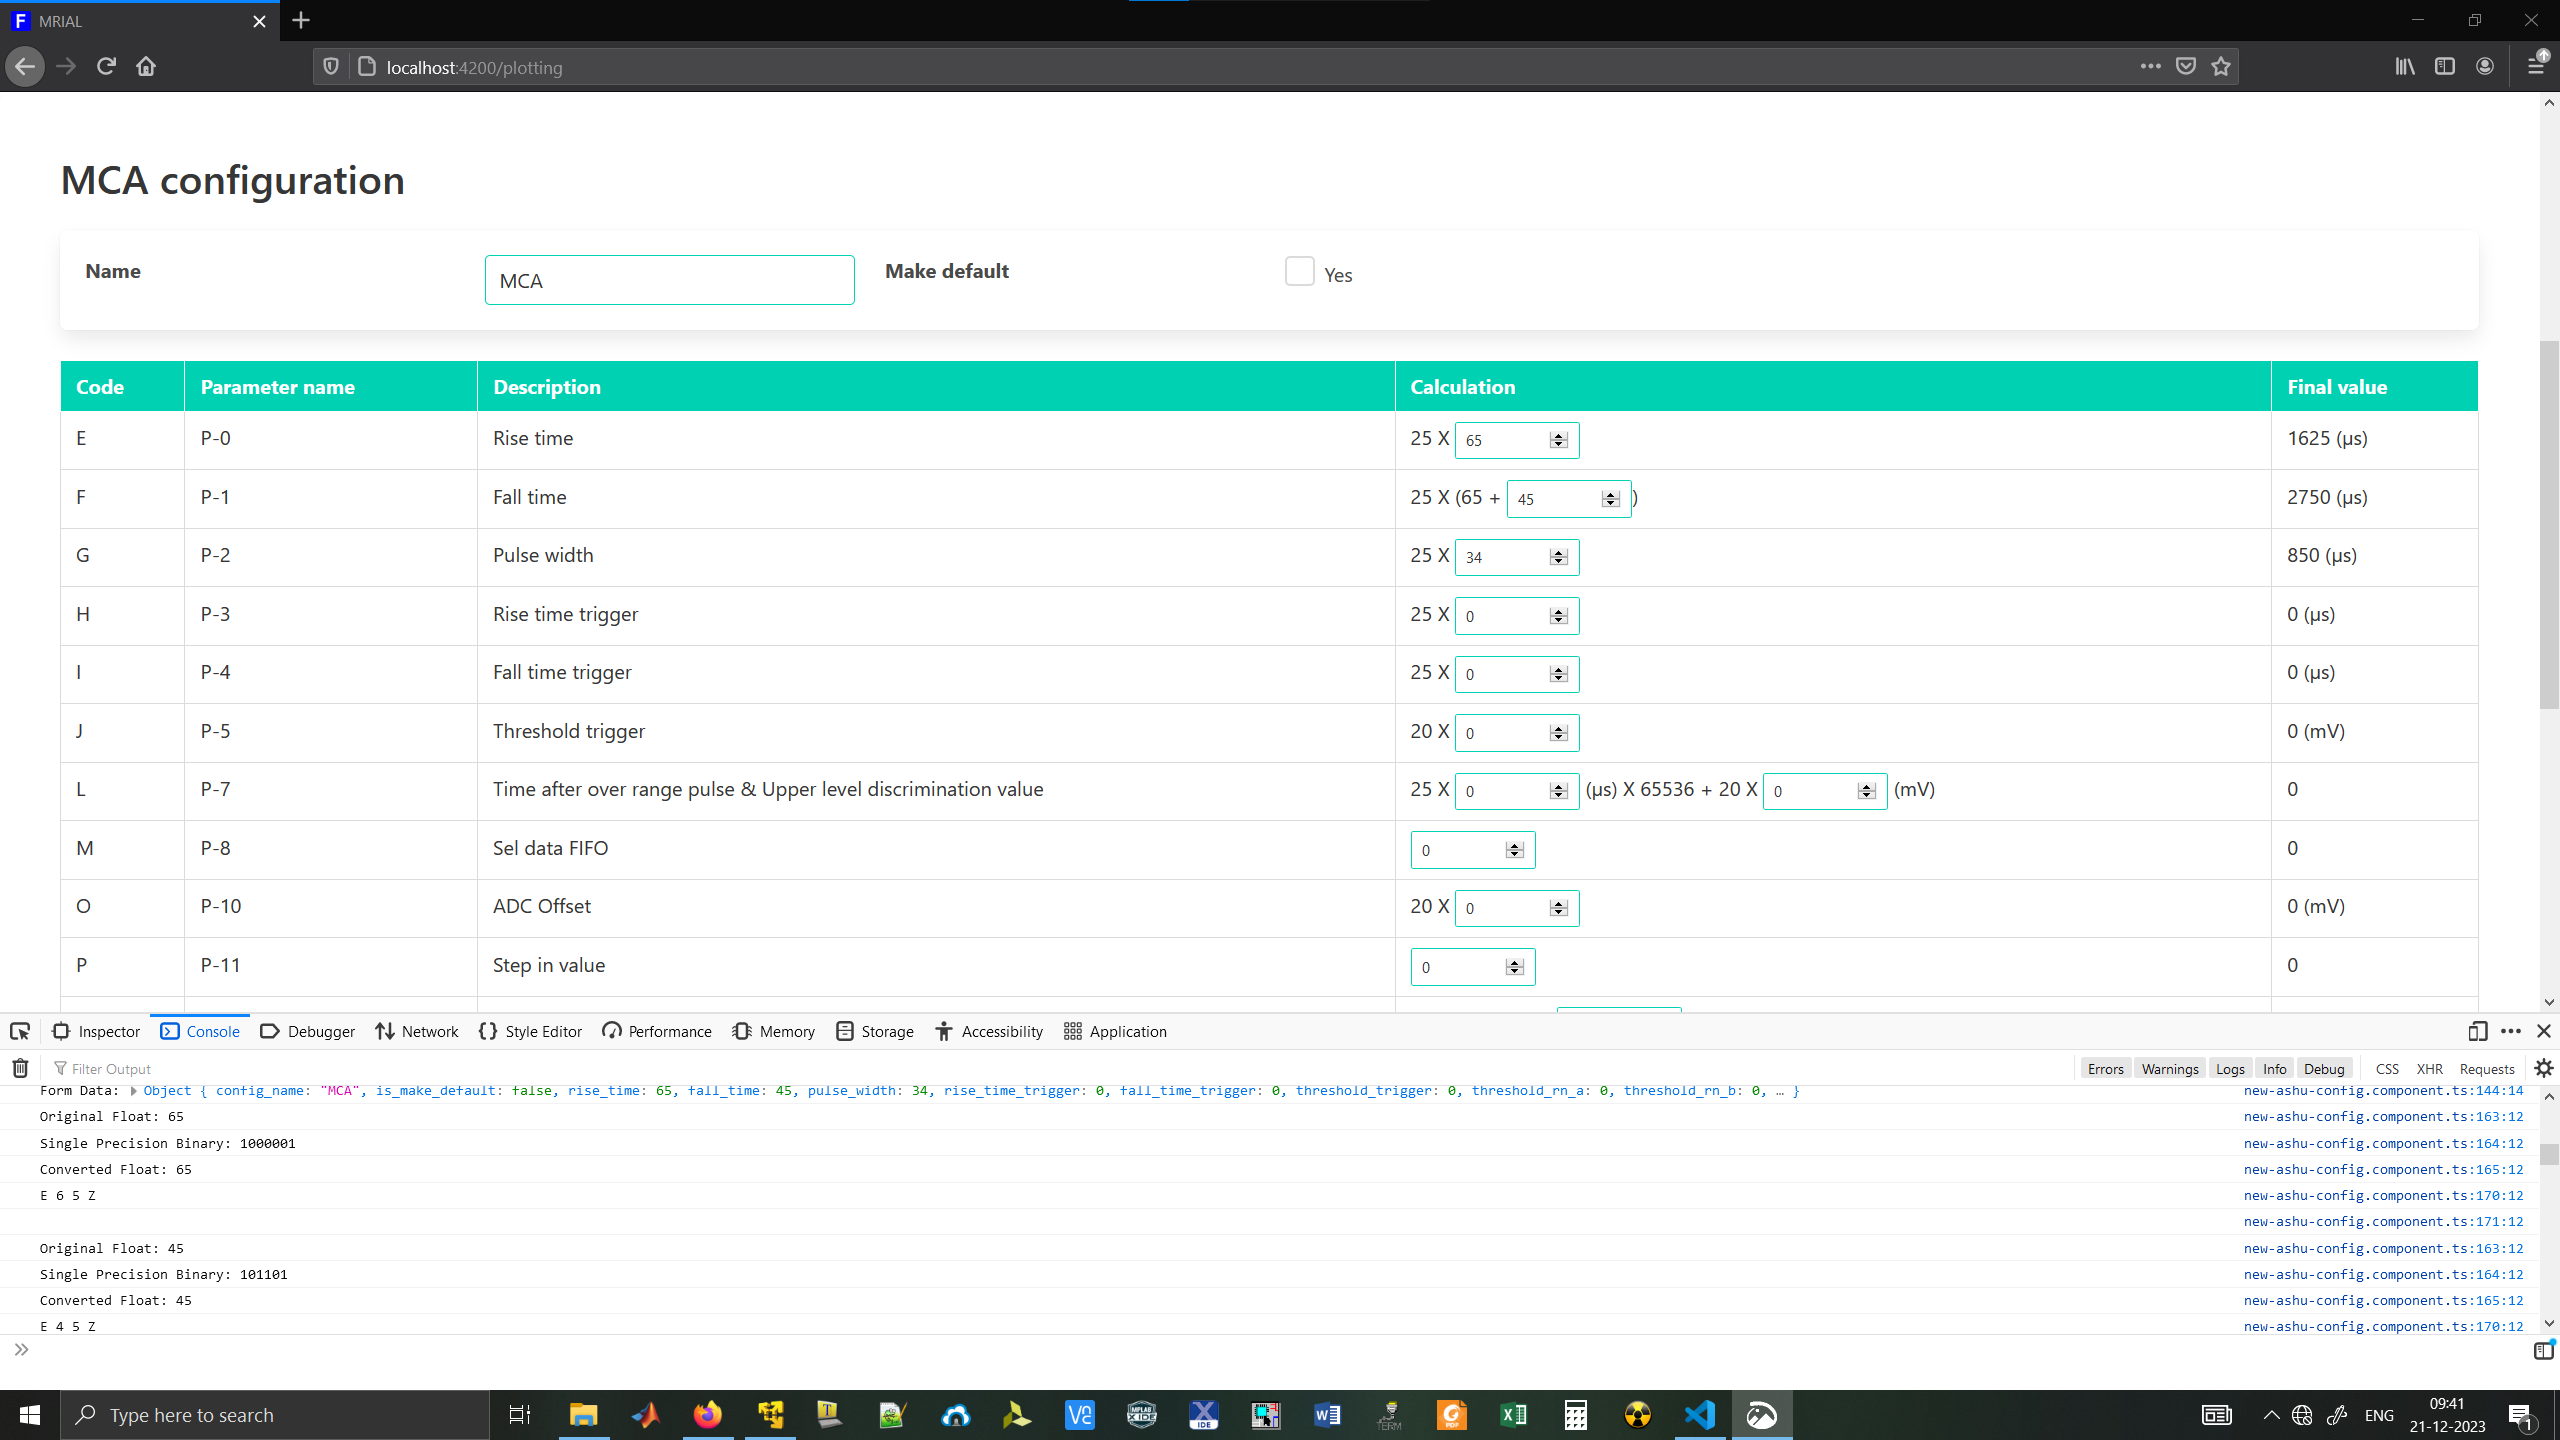 MRIAL
localhost:4200/plotting
MCA configuration
Name MCA Make default Yes
Code Parameter name Description Calculation Final value
E P-0 Rise time 25 X 65 1625 (µs)
F P-1 Fall time 25 X (65 + 45 ) 2750 (µs)
G P-2 Pulse width 25 X 34 850 (µs)
H P-3 Rise time trigger 25 X 0 0 (µs)
I P-4 Fall time trigger 25 X 0 0 (µs)
J P-5 Threshold trigger 20 X 0 0 (mV)
L P-7 Time after over range pulse & Upper level discrimination value 25 X 0 (µs) X 65536 + 20 X 0 (mV) 0
M P-8 Sel data FIFO 0 0
O P-10 ADC Offset 20 X 0 0 (mV)
P P-11 Step in value 0 0
Inspector Console Debugger Network Style Editor Performance Memory Storage Accessibility Application
Filter Output Errors Warnings Logs Info Debug CSS XHR Requests
Form Data: Object { config_name: "MCA", is_make_default: false, rise_time: 65, fall_time: 45, pulse_width: 34, rise_time_trigger: 0, fall_time_trigger: 0, threshold_trigger: 0, threshold_rn_a: 0, threshold_rn_b: 0, … } new-ashu-config.component.ts:144:14
Original Float: 65 new-ashu-config.component.ts:163:12
Single Precision Binary: 1000001 new-ashu-config.component.ts:164:12
Converted Float: 65 new-ashu-config.component.ts:165:12
E 6 5 Z new-ashu-config.component.ts:170:12
new-ashu-config.component.ts:171:12
Original Float: 45 new-ashu-config.component.ts:163:12
Single Precision Binary: 101101 new-ashu-config.component.ts:164:12
Converted Float: 45 new-ashu-config.component.ts:165:12
E 4 5 Z new-ashu-config.component.ts:170:12
Type here to search ENG 09:41
21-12-2023 1